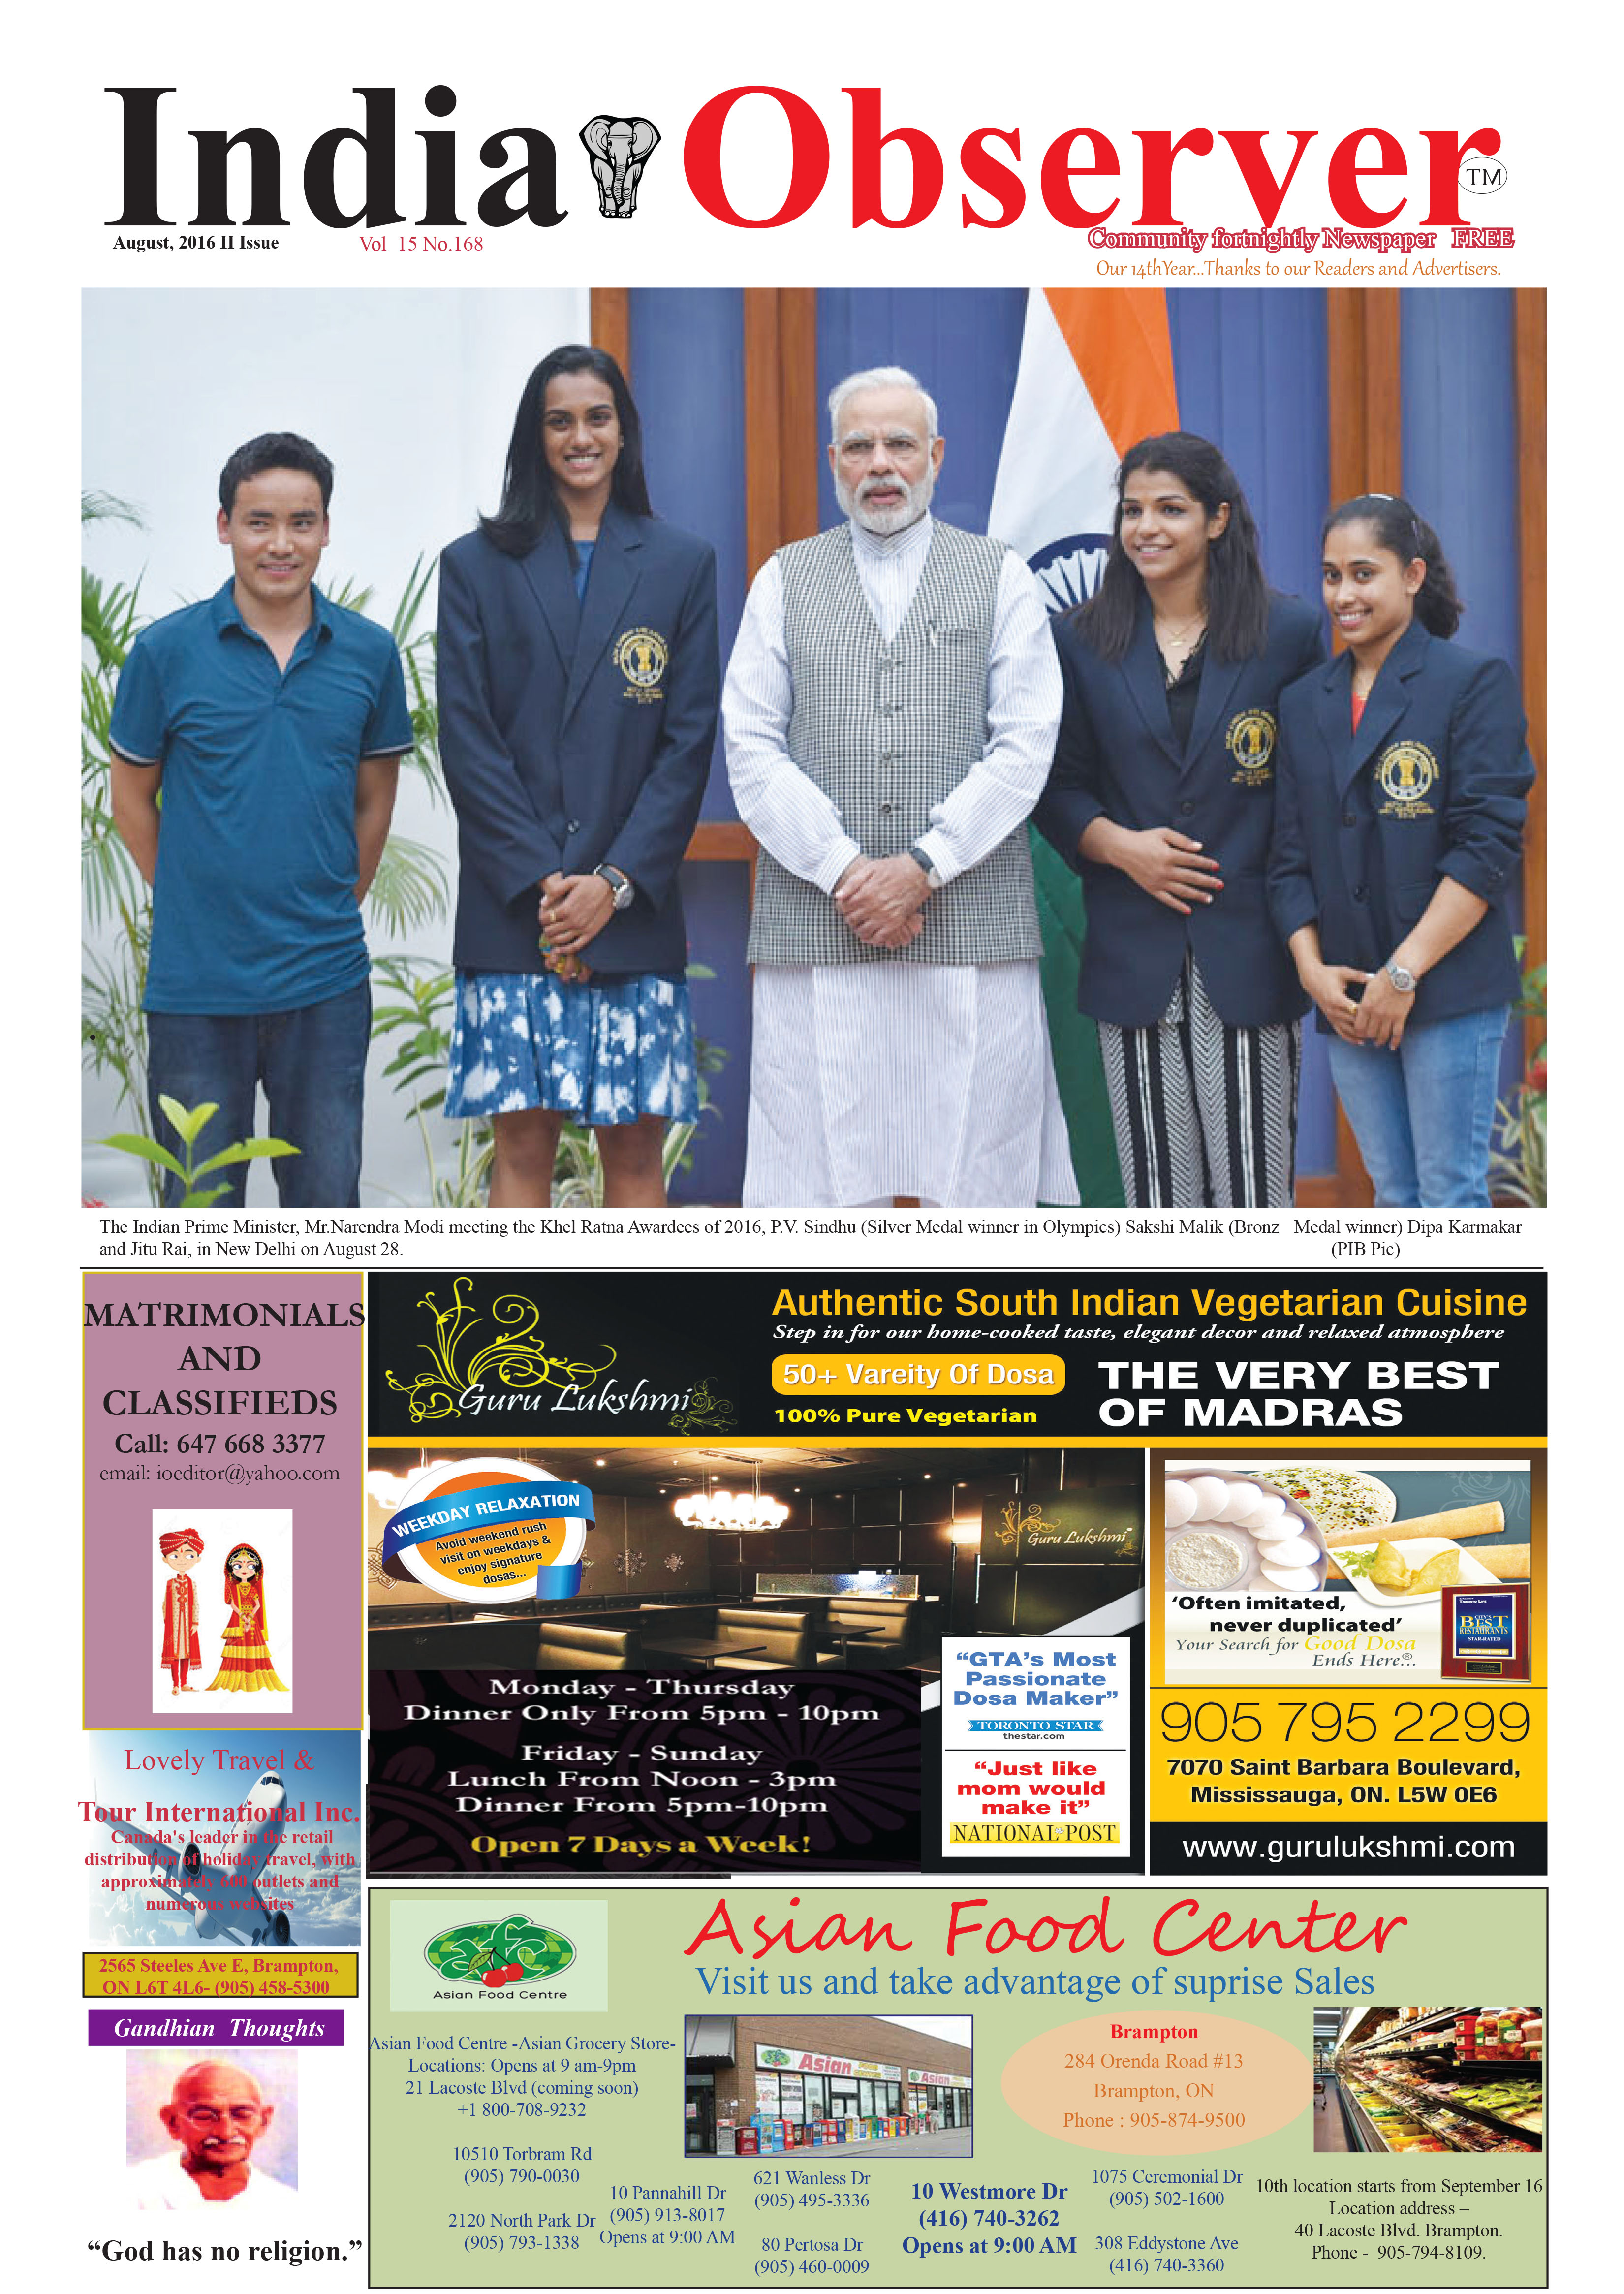 India Observer TM
August, 2016 II Issue
Vol 15 No.168
Community fortnightly Newspaper FREE
Our 14thYear...Thanks to our Readers and Advertisers.
The Indian Prime Minister, Mr.Narendra Modi meeting the Khel Ratna Awardees of 2016, P.V. Sindhu (Silver Medal winner in Olympics) Sakshi Malik (Bronz Medal winner) Dipa Karmakar
and Jitu Rai, in New Delhi on August 28. (PIB Pic)
MATRIMONIALS
AND
CLASSIFIEDS
Call: 647 668 3377
email: ioeditor@yahoo.com
Lovely Travel &
Tour International Inc.
Canada's leader in the retail
distribution of holiday travel, with
approximately 600 outlets and
numerous websites
2565 Steeles Ave E, Brampton,
ON L6T 4L6- (905) 458-5300
Gandhian Thoughts
“God has no religion.”
Guru Lukshmi
Authentic South Indian Vegetarian Cuisine
Step in for our home-cooked taste, elegant decor and relaxed atmosphere
50+ Vareity Of Dosa
100% Pure Vegetarian
THE VERY BEST
OF MADRAS
WEEKDAY RELAXATION
Avoid weekend rush
visit on weekdays &
enjoy signature
dosas...
Guru Lukshmi
Monday - Thursday
Dinner Only From 5pm - 10pm
Friday - Sunday
Lunch From Noon - 3pm
Dinner From 5pm-10pm
Open 7 Days a Week!
“GTA’s Most
Passionate
Dosa Maker”
TORONTO STAR
thestar.com
“Just like
mom would
make it”
NATIONAL POST
‘Often imitated,
never duplicated’
Your Search for Good Dosa
Ends Here...®
BEST
RESTAURANTS
STAR-RATED
905 795 2299
7070 Saint Barbara Boulevard,
Mississauga, ON. L5W 0E6
www.gurulukshmi.com
afc
Asian Food Centre
Asian Food Center
Visit us and take advantage of suprise Sales
Asian Food Centre -Asian Grocery Store-
Locations: Opens at 9 am-9pm
21 Lacoste Blvd (coming soon)
+1 800-708-9232
10510 Torbram Rd
(905) 790-0030
2120 North Park Dr
(905) 793-1338
10 Pannahill Dr
(905) 913-8017
Opens at 9:00 AM
Asian
Asian
621 Wanless Dr
(905) 495-3336
80 Pertosa Dr
(905) 460-0009
10 Westmore Dr
(416) 740-3262
Opens at 9:00 AM
Brampton
284 Orenda Road #13
Brampton, ON
Phone : 905-874-9500
1075 Ceremonial Dr
(905) 502-1600
308 Eddystone Ave
(416) 740-3360
10th location starts from September 16
Location address –
40 Lacoste Blvd. Brampton.
Phone - 905-794-8109.